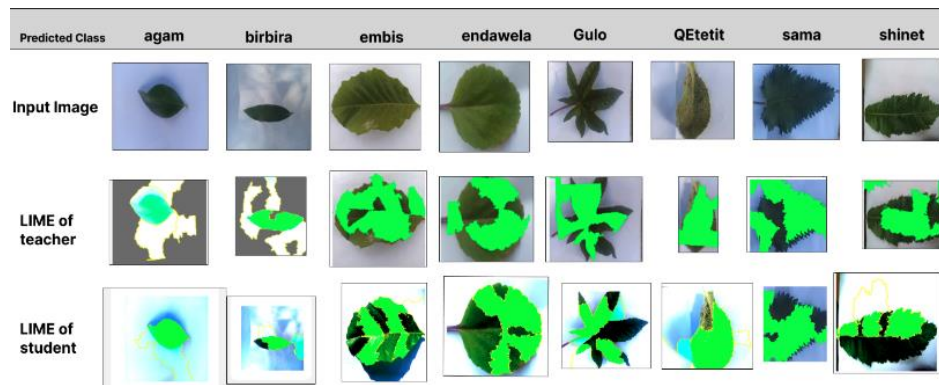 Predicted Class agam birbira embis endawela Gulo QEtetit sama shinet
Input Image
LIME of
teacher
LIME of
student